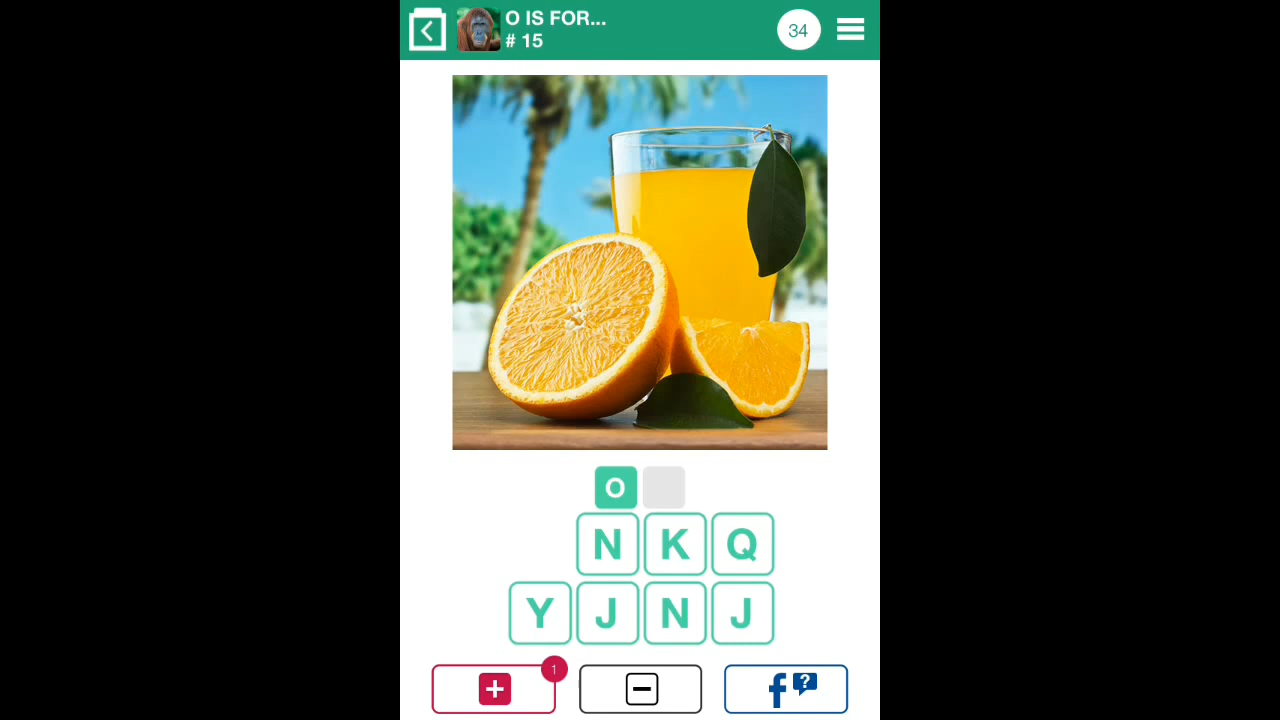 O IS FOR...
# 15
34
O
N K Q
Y J N J
1
+ − f ?